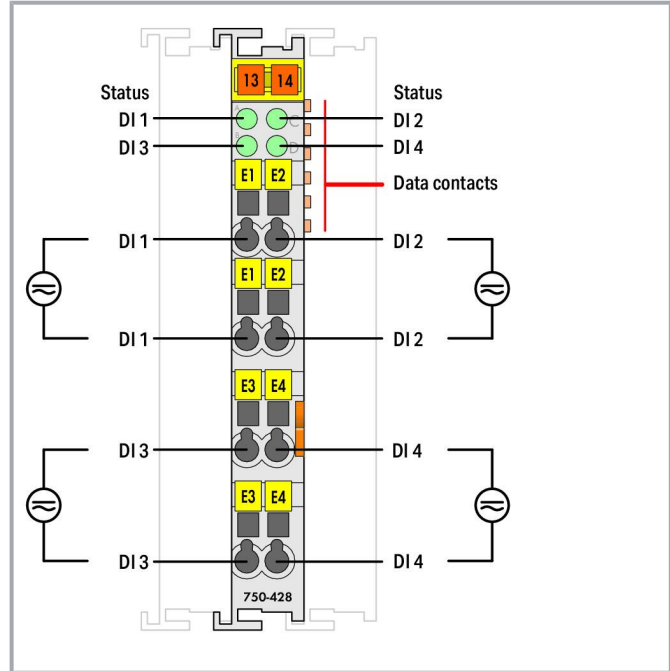 13 14
Status Status
A C
DI 1 DI 2
B D
DI 3 DI 4
E1 E2
Data contacts
DI 1 DI 2
E1 E2
DI 1 DI 2
E3 E4
DI 3 DI 4
E3 E4
DI 3 DI 4
750-428